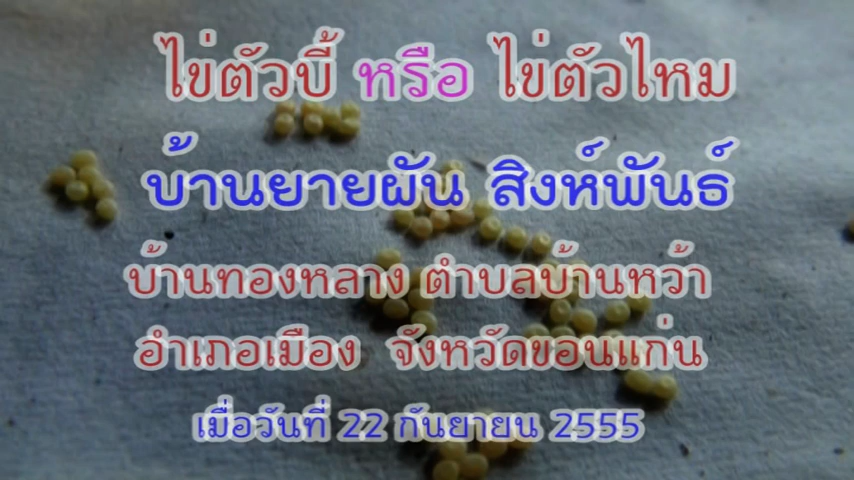 ไข่ตัวบี้ หรือ ไข่ตัวไหม
บ้านยายผัน สิงห์พันธ์
บ้านทองหลาง ตำบลบ้านหว้า
อำเภอเมือง จังหวัดขอนแก่น
เมื่อวันที่ 22 กันยายน 2555